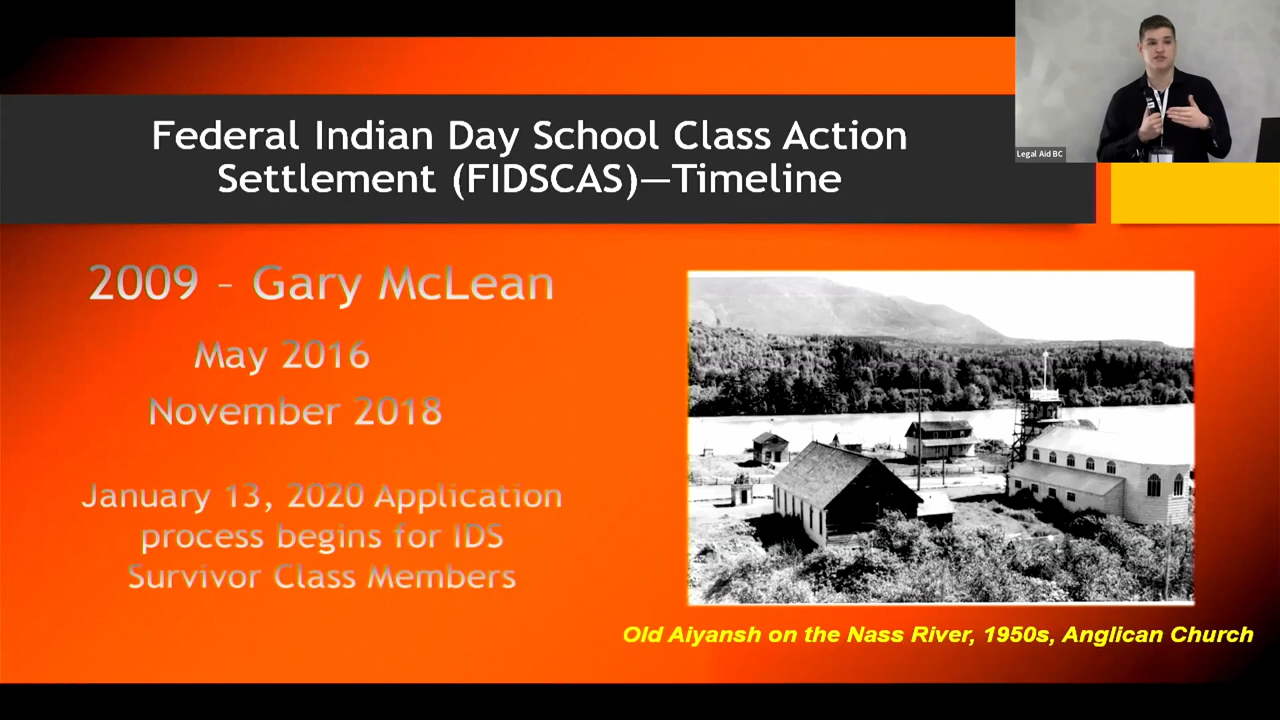 Federal Indian Day School Class Action
Settlement (FIDSCAS)—Timeline
Legal Aid BC
2009 – Gary McLean
May 2016
November 2018
January 13, 2020 Application
process begins for IDS
Survivor Class Members
Old Aiyansh on the Nass River, 1950s, Anglican Church